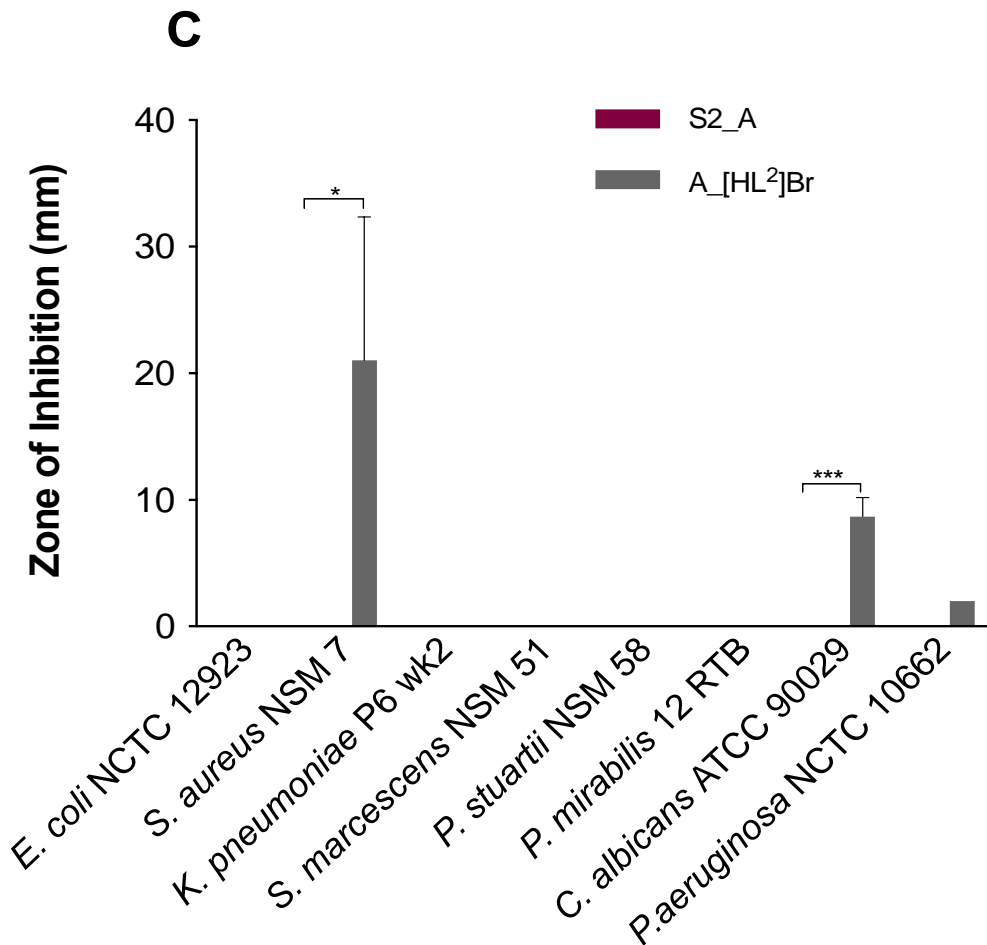 C
S2_A
A_[HL²]Br
Zone of Inhibition (mm)
40
30
20
10
0
*
***
E. coli NCTC 12923
S. aureus NSM 7
K. pneumoniae P6 wk2
S. marcescens NSM 51
P. stuartii NSM 58
P. mirabilis 12 RTB
C. albicans ATCC 90029
P.aeruginosa NCTC 10662